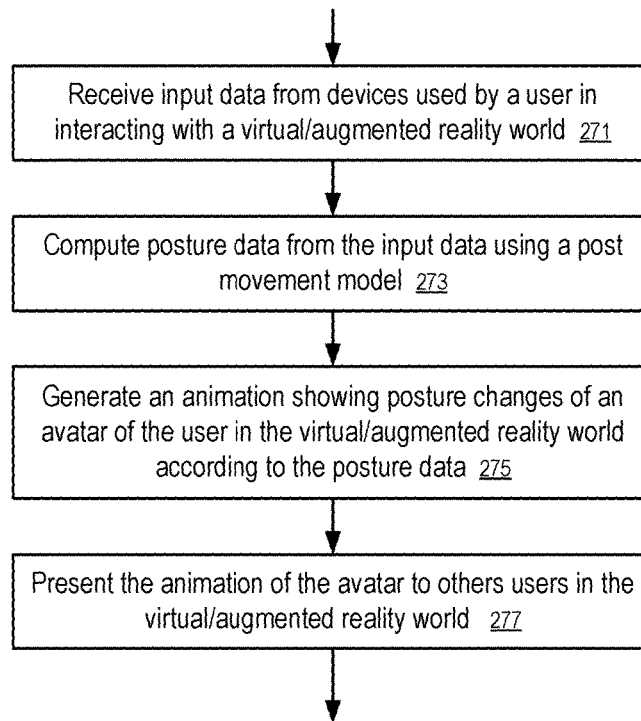 Receive input data from devices used by a user in
interacting with a virtual/augmented reality world 271
Compute posture data from the input data using a post
movement model 273
Generate an animation showing posture changes of an
avatar of the user in the virtual/augmented reality world
according to the posture data 275
Present the animation of the avatar to others users in the
virtual/augmented reality world 277